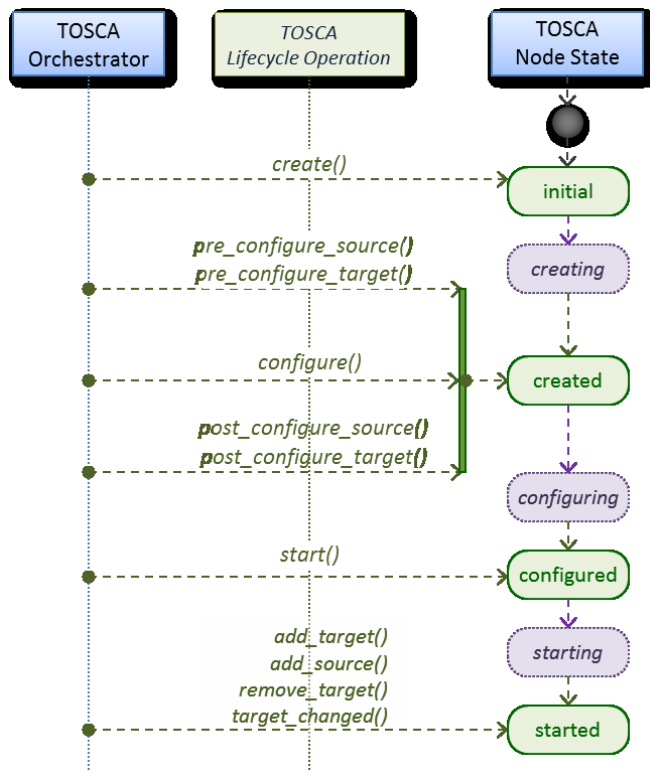 TOSCA
Orchestrator
TOSCA
Lifecycle Operation
TOSCA
Node State
create()
initial
pre_configure_source()
pre_configure_target()
creating
configure()
created
post_configure_source()
post_configure_target()
configuring
start()
configured
add_target()
add_source()
remove_target()
target_changed()
starting
started